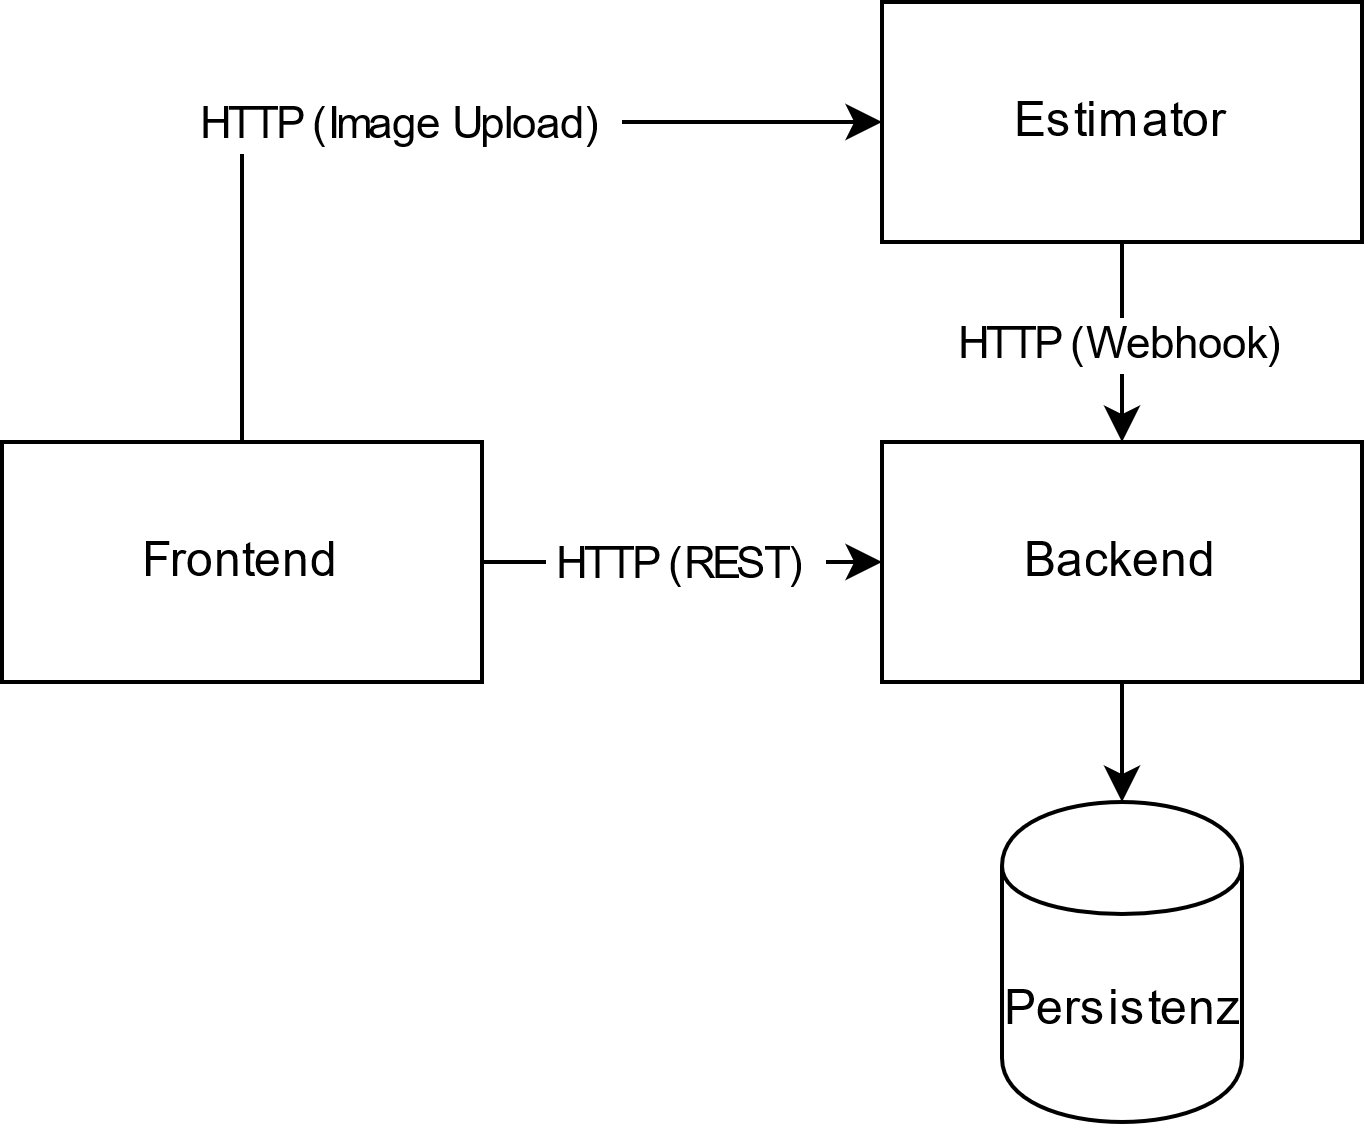 Estimator
HTTP (Image Upload)
HTTP (Webhook)
Frontend
HTTP (REST)
Backend
Persistenz